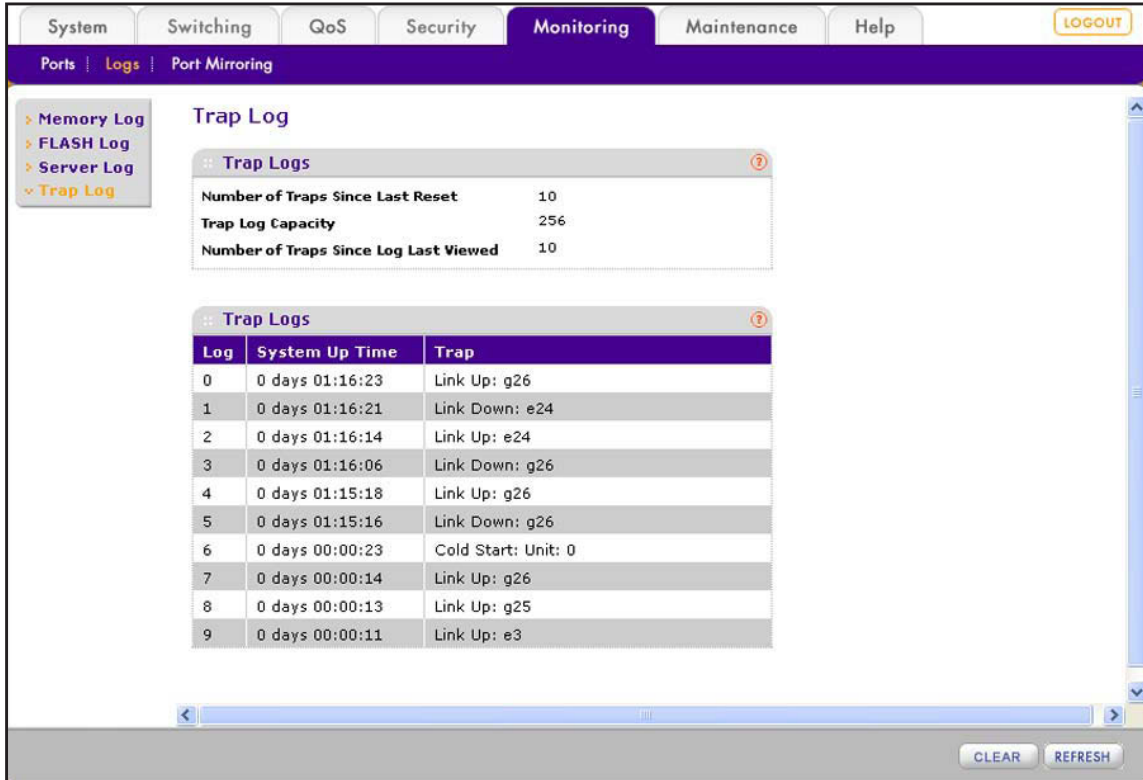 System Switching QoS Security Monitoring Maintenance Help LOGOUT
Ports | Logs | Port Mirroring
Memory Log
FLASH Log
Server Log
Trap Log
Trap Log
Trap Logs ?
Number of Traps Since Last Reset 10
Trap Log Capacity 256
Number of Traps Since Log Last Viewed 10
Trap Logs ?
Log System Up Time Trap
0 0 days 01:16:23 Link Up: g26
1 0 days 01:16:21 Link Down: e24
2 0 days 01:16:14 Link Up: e24
3 0 days 01:16:06 Link Down: g26
4 0 days 01:15:18 Link Up: g26
5 0 days 01:15:16 Link Down: g26
6 0 days 00:00:23 Cold Start: Unit: 0
7 0 days 00:00:14 Link Up: g26
8 0 days 00:00:13 Link Up: g25
9 0 days 00:00:11 Link Up: e3
CLEAR REFRESH